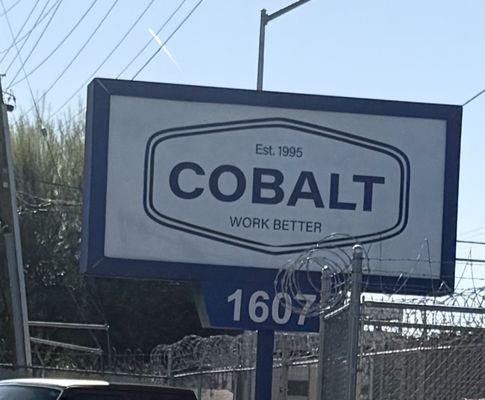 Est. 1995
COBALT
WORK BETTER
1607